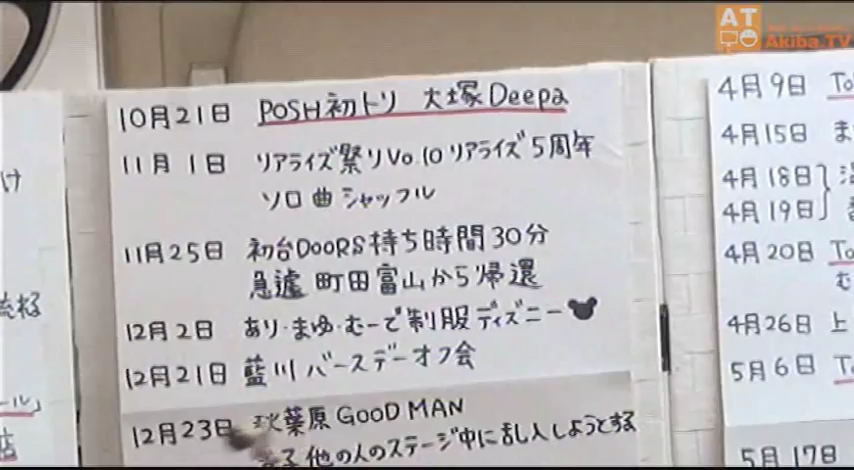 AT
Akiba.TV
10月21日 POSH初トリ 大塚Deepa
11月 1日 リアライズ祭りVo.10 リアライズ5周年
ソロ曲シャッフル
11月25日 初台DOORS持ち時間30分
急遽 町田富山から帰還
12月2日 あり・まゆ・むーで制服ディズニー
12月21日 藍川バースデーオフ会
12月23日 秋葉原GOODMAN
他の人のステージ中に乱入しようとする
4月9日
4月15日
4月18日
4月19日
4月20日
む
4月26日 上
5月6日
5月17日